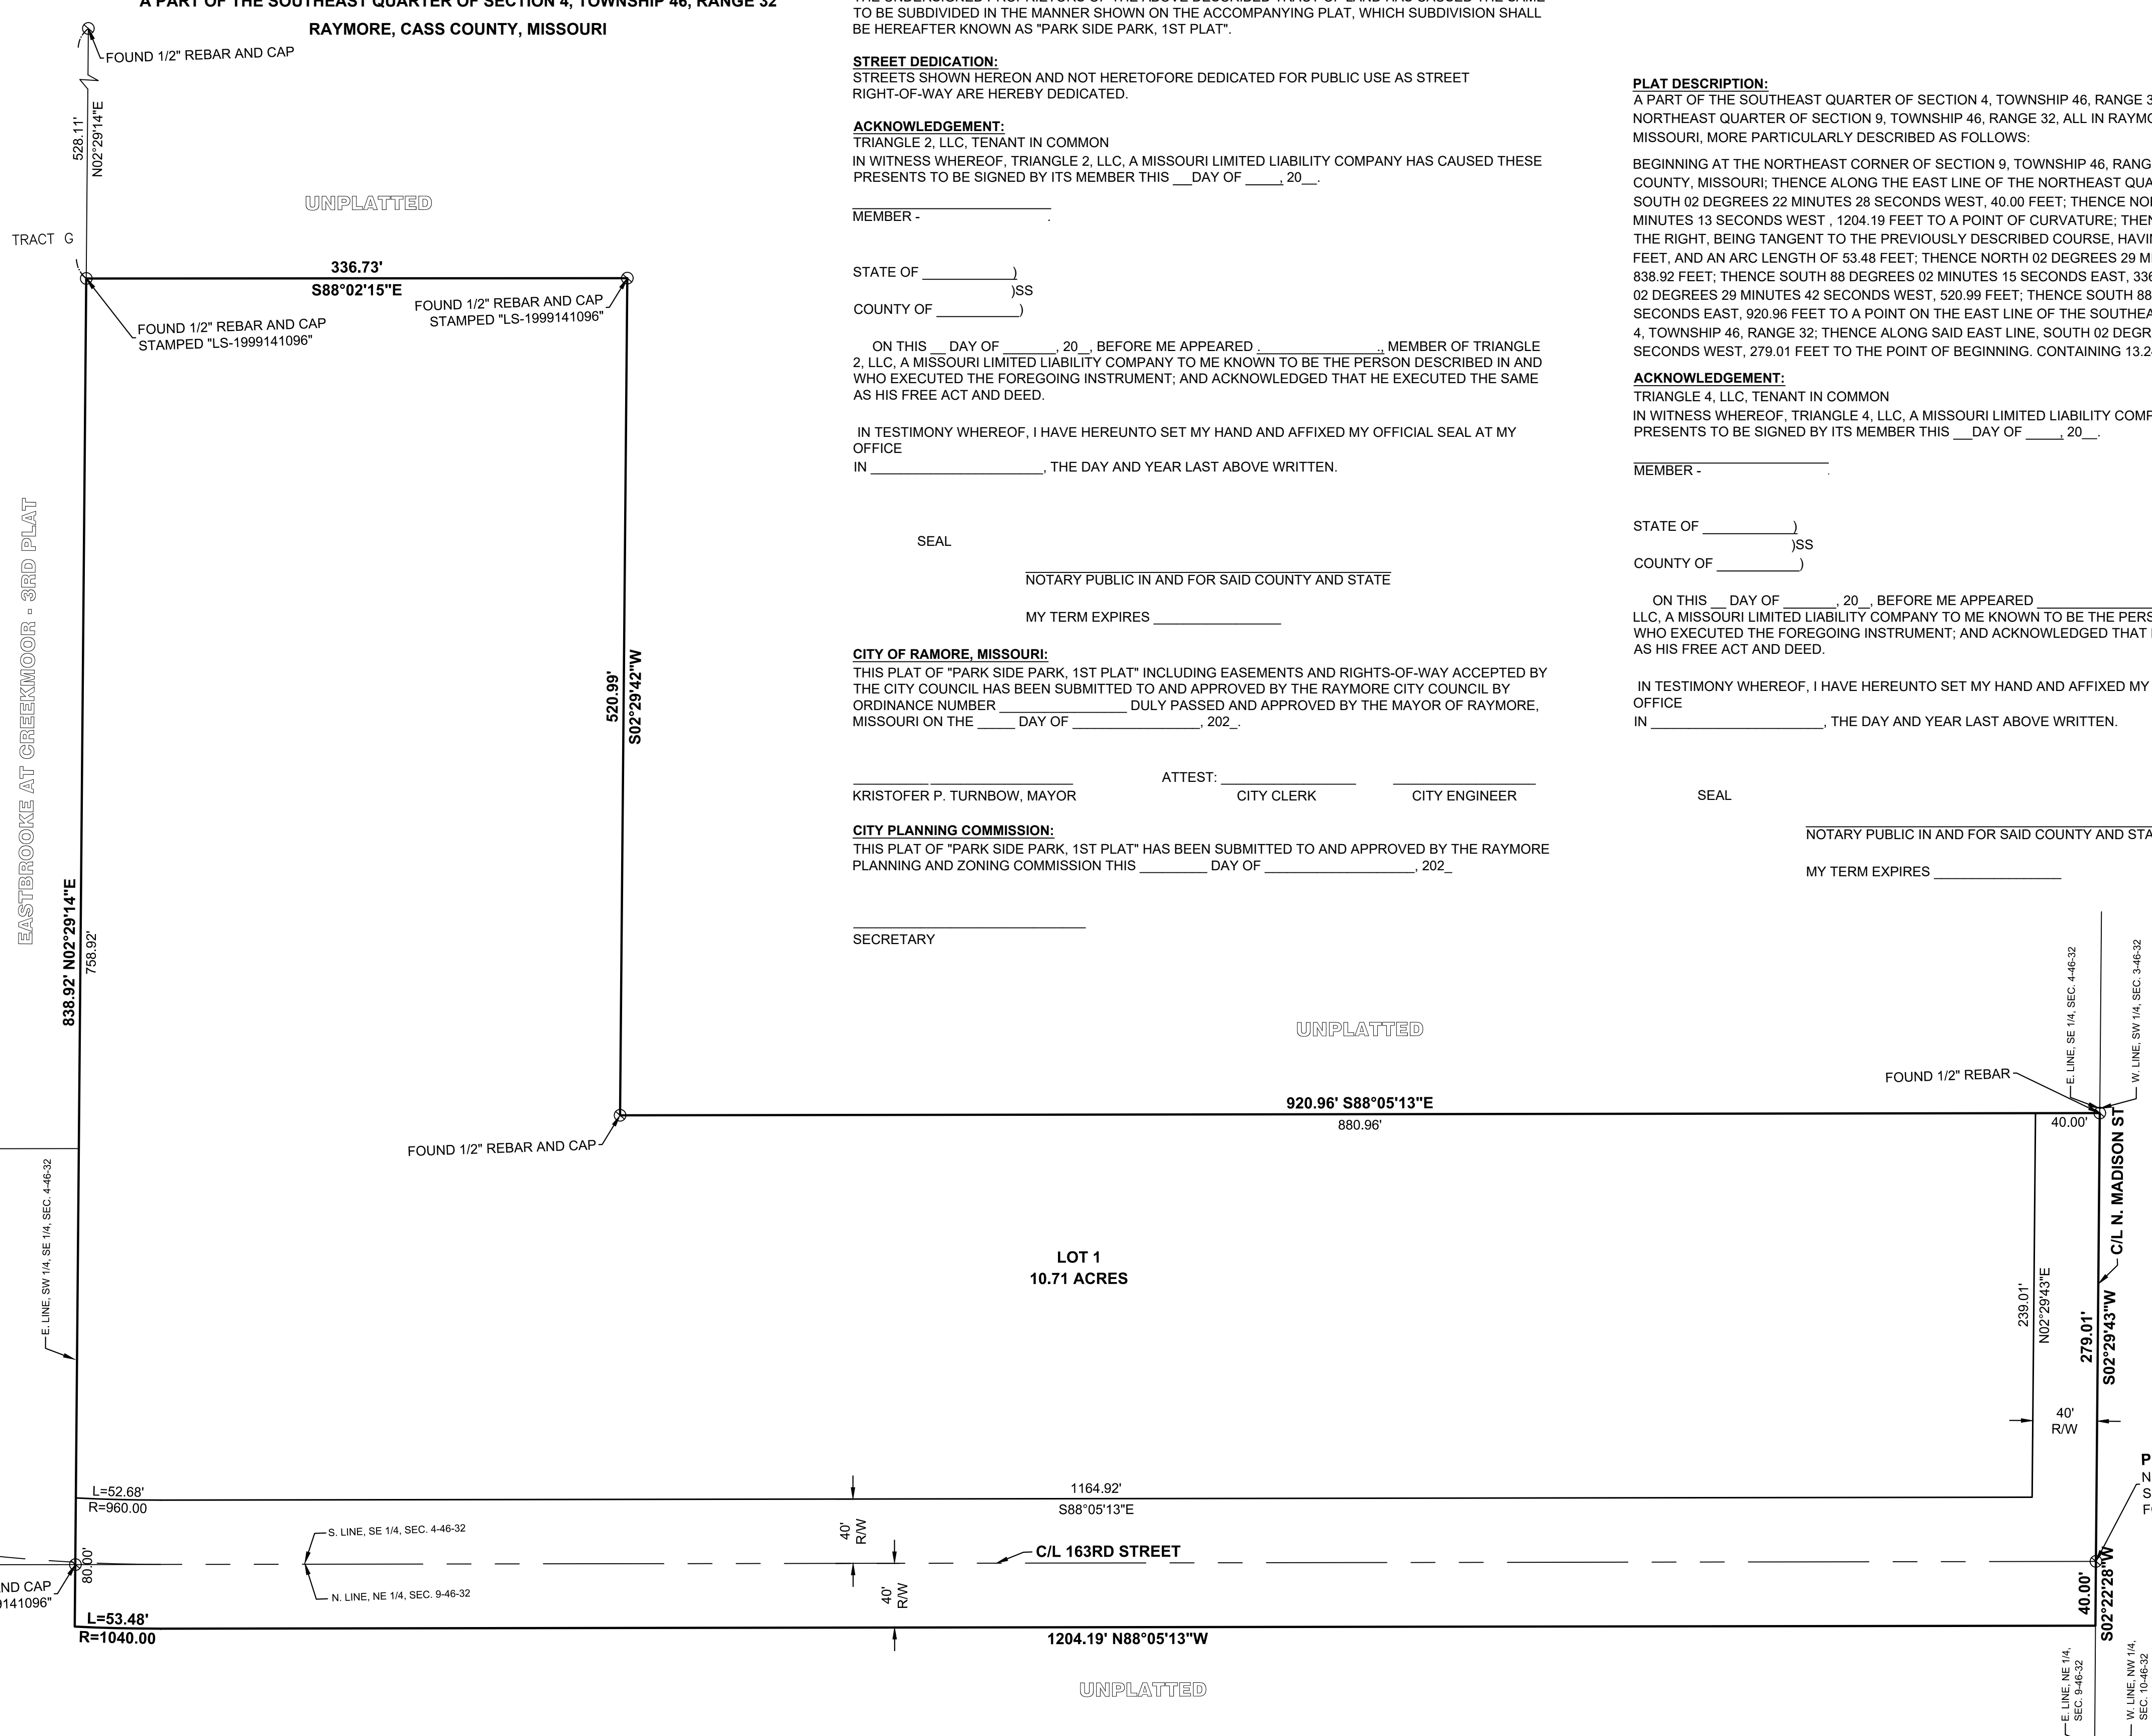 A PART OF THE SOUTHEAST QUARTER OF SECTION 4, TOWNSHIP 46, RANGE 32
RAYMORE, CASS COUNTY, MISSOURI
FOUND 1/2" REBAR AND CAP
528.11'
N02°29'14"E
UNPLATTED
TRACT G
336.73'
S88°02'15"E
FOUND 1/2" REBAR AND CAP
STAMPED "LS-1999141096"
FOUND 1/2" REBAR AND CAP
STAMPED "LS-1999141096"
EASTBROOKE AT CREEKMOOR - 3RD PLAT
520.99'
S02°29'42"W
838.92' N02°29'14"E
758.92'
THE UNDERSIGNED PROPRIETORS OF THE ABOVE DESCRIBED TRACT OF LAND HAS CAUSED THE SAME
TO BE SUBDIVIDED IN THE MANNER SHOWN ON THE ACCOMPANYING PLAT, WHICH SUBDIVISION SHALL
BE HEREAFTER KNOWN AS "PARK SIDE PARK, 1ST PLAT".
STREET DEDICATION:
STREETS SHOWN HEREON AND NOT HERETOFORE DEDICATED FOR PUBLIC USE AS STREET
RIGHT-OF-WAY ARE HEREBY DEDICATED.
ACKNOWLEDGEMENT:
TRIANGLE 2, LLC, TENANT IN COMMON
IN WITNESS WHEREOF, TRIANGLE 2, LLC, A MISSOURI LIMITED LIABILITY COMPANY HAS CAUSED THESE
PRESENTS TO BE SIGNED BY ITS MEMBER THIS __DAY OF _____, 20__.
MEMBER - .
STATE OF ____________)
)SS
COUNTY OF ___________)
ON THIS __ DAY OF _______, 20__, BEFORE ME APPEARED .________________., MEMBER OF TRIANGLE
2, LLC, A MISSOURI LIMITED LIABILITY COMPANY TO ME KNOWN TO BE THE PERSON DESCRIBED IN AND
WHO EXECUTED THE FOREGOING INSTRUMENT; AND ACKNOWLEDGED THAT HE EXECUTED THE SAME
AS HIS FREE ACT AND DEED.
IN TESTIMONY WHEREOF, I HAVE HEREUNTO SET MY HAND AND AFFIXED MY OFFICIAL SEAL AT MY
OFFICE
IN _______________________, THE DAY AND YEAR LAST ABOVE WRITTEN.
SEAL
NOTARY PUBLIC IN AND FOR SAID COUNTY AND STATE
MY TERM EXPIRES _________________
CITY OF RAMORE, MISSOURI:
THIS PLAT OF "PARK SIDE PARK, 1ST PLAT" INCLUDING EASEMENTS AND RIGHTS-OF-WAY ACCEPTED BY
THE CITY COUNCIL HAS BEEN SUBMITTED TO AND APPROVED BY THE RAYMORE CITY COUNCIL BY
ORDINANCE NUMBER _________________ DULY PASSED AND APPROVED BY THE MAYOR OF RAYMORE,
MISSOURI ON THE _____ DAY OF _________________, 202_.
ATTEST: __________________
KRISTOFER P. TURNBOW, MAYOR CITY CLERK CITY ENGINEER
CITY PLANNING COMMISSION:
THIS PLAT OF "PARK SIDE PARK, 1ST PLAT" HAS BEEN SUBMITTED TO AND APPROVED BY THE RAYMORE
PLANNING AND ZONING COMMISSION THIS _________ DAY OF ____________________, 202_
SECRETARY
PLAT DESCRIPTION:
A PART OF THE SOUTHEAST QUARTER OF SECTION 4, TOWNSHIP 46, RANGE 3
NORTHEAST QUARTER OF SECTION 9, TOWNSHIP 46, RANGE 32, ALL IN RAYMO
MISSOURI, MORE PARTICULARLY DESCRIBED AS FOLLOWS:
BEGINNING AT THE NORTHEAST CORNER OF SECTION 9, TOWNSHIP 46, RANG
COUNTY, MISSOURI; THENCE ALONG THE EAST LINE OF THE NORTHEAST QUA
SOUTH 02 DEGREES 22 MINUTES 28 SECONDS WEST, 40.00 FEET; THENCE NO
MINUTES 13 SECONDS WEST , 1204.19 FEET TO A POINT OF CURVATURE; THEN
THE RIGHT, BEING TANGENT TO THE PREVIOUSLY DESCRIBED COURSE, HAVIN
FEET, AND AN ARC LENGTH OF 53.48 FEET; THENCE NORTH 02 DEGREES 29 M
838.92 FEET; THENCE SOUTH 88 DEGREES 02 MINUTES 15 SECONDS EAST, 336
02 DEGREES 29 MINUTES 42 SECONDS WEST, 520.99 FEET; THENCE SOUTH 88
SECONDS EAST, 920.96 FEET TO A POINT ON THE EAST LINE OF THE SOUTHEA
4, TOWNSHIP 46, RANGE 32; THENCE ALONG SAID EAST LINE, SOUTH 02 DEGR
SECONDS WEST, 279.01 FEET TO THE POINT OF BEGINNING. CONTAINING 13.2
ACKNOWLEDGEMENT:
TRIANGLE 4, LLC, TENANT IN COMMON
IN WITNESS WHEREOF, TRIANGLE 4, LLC, A MISSOURI LIMITED LIABILITY COMP
PRESENTS TO BE SIGNED BY ITS MEMBER THIS __DAY OF _____, 20__.
MEMBER - .
STATE OF ____________)
)SS
COUNTY OF ___________)
ON THIS __ DAY OF _______, 20__, BEFORE ME APPEARED ________________
LLC, A MISSOURI LIMITED LIABILITY COMPANY TO ME KNOWN TO BE THE PERS
WHO EXECUTED THE FOREGOING INSTRUMENT; AND ACKNOWLEDGED THAT
AS HIS FREE ACT AND DEED.
IN TESTIMONY WHEREOF, I HAVE HEREUNTO SET MY HAND AND AFFIXED MY
OFFICE
IN _______________________, THE DAY AND YEAR LAST ABOVE WRITTEN.
SEAL
NOTARY PUBLIC IN AND FOR SAID COUNTY AND STA
MY TERM EXPIRES _________________
UNPLATTED
E. LINE, SE 1/4, SEC. 4-46-32
W. LINE, SW 1/4, SEC. 3-46-32
FOUND 1/2" REBAR
920.96' S88°05'13"E
880.96'
40.00'
C/L N. MADISON ST
FOUND 1/2" REBAR AND CAP
E. LINE, SW 1/4, SE 1/4, SEC. 4-46-32
LOT 1
10.71 ACRES
239.01'
N02°29'43"E
279.01'
S02°29'43"W
40'
R/W
L=52.68'
R=960.00
1164.92'
S88°05'13"E
S. LINE, SE 1/4, SEC. 4-46-32
40'
R/W
C/L 163RD STREET
80.00'
N. LINE, NE 1/4, SEC. 9-46-32
40'
R/W
ND CAP
9141096"
L=53.48'
R=1040.00
1204.19' N88°05'13"W
40.00'
S02°22'28"W
P
N
S
F
UNPLATTED
E. LINE, NE 1/4,
SEC. 9-46-32
W. LINE, NW 1/4,
SEC. 10-46-32